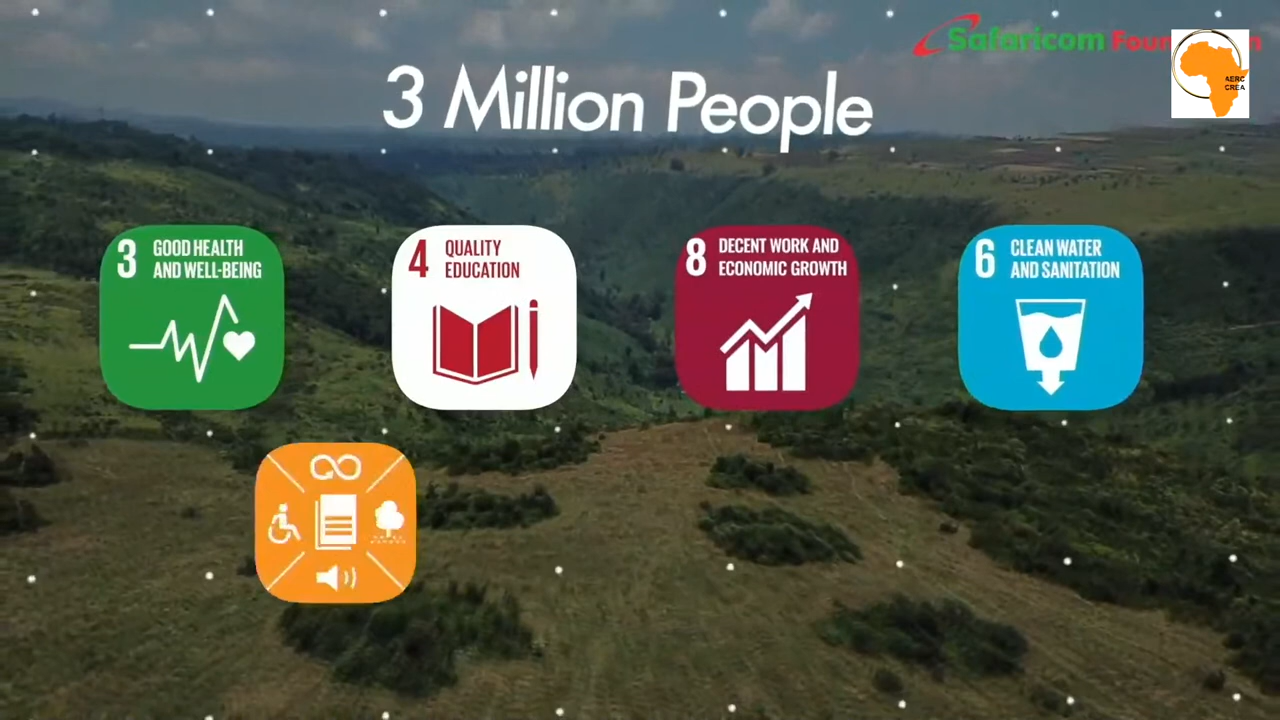 Safaricom Foun
AERC
CREA
3 Million People
3 GOOD HEALTH
AND WELL-BEING
4 QUALITY
EDUCATION
8 DECENT WORK AND
ECONOMIC GROWTH
6 CLEAN WATER
AND SANITATION